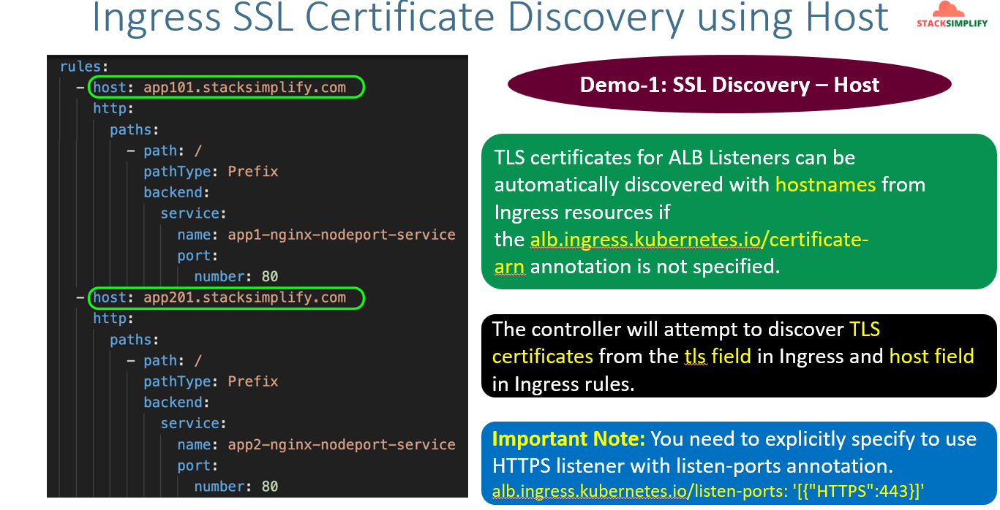 Ingress SSL Certificate Discovery using Host
STACKSIMPLIFY
rules:
– host: app101.stacksimplify.com
http:
paths:
– path: /
pathType: Prefix
backend:
service:
name: app1-nginx-nodeport-service
port:
number: 80
– host: app201.stacksimplify.com
http:
paths:
– path: /
pathType: Prefix
backend:
service:
name: app2-nginx-nodeport-service
port:
number: 80
Demo-1: SSL Discovery – Host
TLS certificates for ALB Listeners can be
automatically discovered with hostnames from
Ingress resources if
the alb.ingress.kubernetes.io/certificate-
arn annotation is not specified.
The controller will attempt to discover TLS
certificates from the tls field in Ingress and host field
in Ingress rules.
Important Note: You need to explicitly specify to use
HTTPS listener with listen-ports annotation.
alb.ingress.kubernetes.io/listen-ports: '[{"HTTPS":443}]'